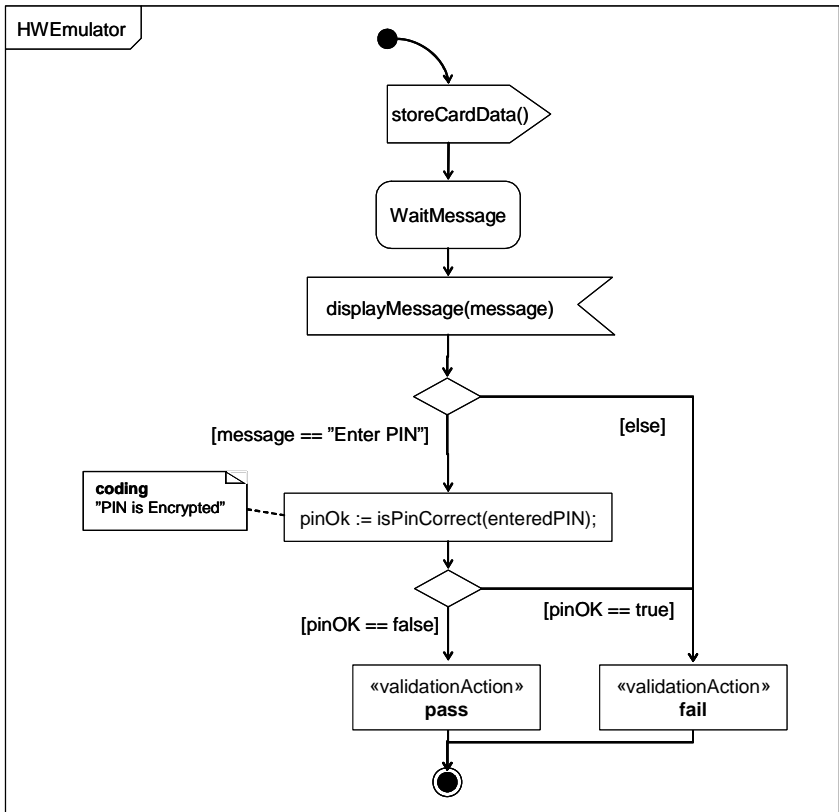 HWEmulator
storeCardData()
WaitMessage
displayMessage(message)
[message == ”Enter PIN”]
[else]
coding
”PIN is Encrypted”
pinOk := isPinCorrect(enteredPIN);
[pinOK == false]
[pinOK == true]
«validationAction»
pass
«validationAction»
fail